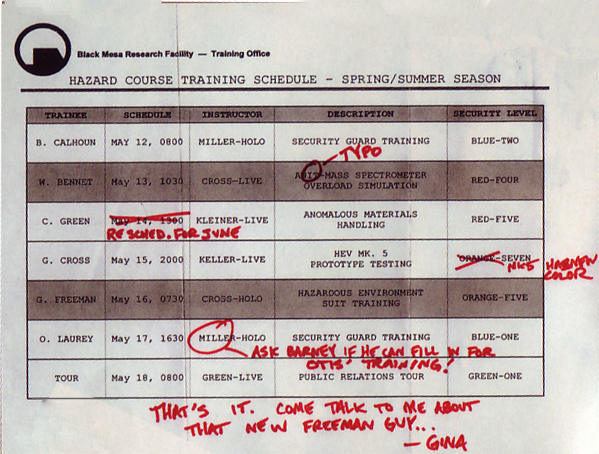 Black Mesa Research Facility — Training Office
HAZARD COURSE TRAINING SCHEDULE - SPRING/SUMMER SEASON
TRAINEE SCHEDULE INSTRUCTOR DESCRIPTION SECURITY LEVEL
B. CALHOUN MAY 12, 0800 MILLER-HOLO SECURITY GUARD TRAINING BLUE-TWO
TYPO
W. BENNET May 13, 1030 CROSS-LIVE ANIT-MASS SPECTROMETER RED-FOUR
OVERLOAD SIMULATION
C. GREEN May 14, 1300 KLEINER-LIVE ANOMALOUS MATERIALS RED-FIVE
HANDLING
RESCHED. FOR JUNE
G. CROSS May 15, 2000 KELLER-LIVE HEV MK. 5 ORANGE-SEVEN
PROTOTYPE TESTING
MK5 HAS NEW
COLOR
G. FREEMAN May 16, 0730 CROSS-HOLO HAZARDOUS ENVIRONMENT ORANGE-FIVE
SUIT TRAINING
O. LAUREY May 17, 1630 MILLER-HOLO SECURITY GUARD TRAINING BLUE-ONE
ASK BARNEY IF HE CAN FILL IN FOR
OTIS' TRAINING!
TOUR May 18, 0800 GREEN-LIVE PUBLIC RELATIONS TOUR GREEN-ONE
THAT'S IT. COME TALK TO ME ABOUT
THAT NEW FREEMAN GUY...
— GINA